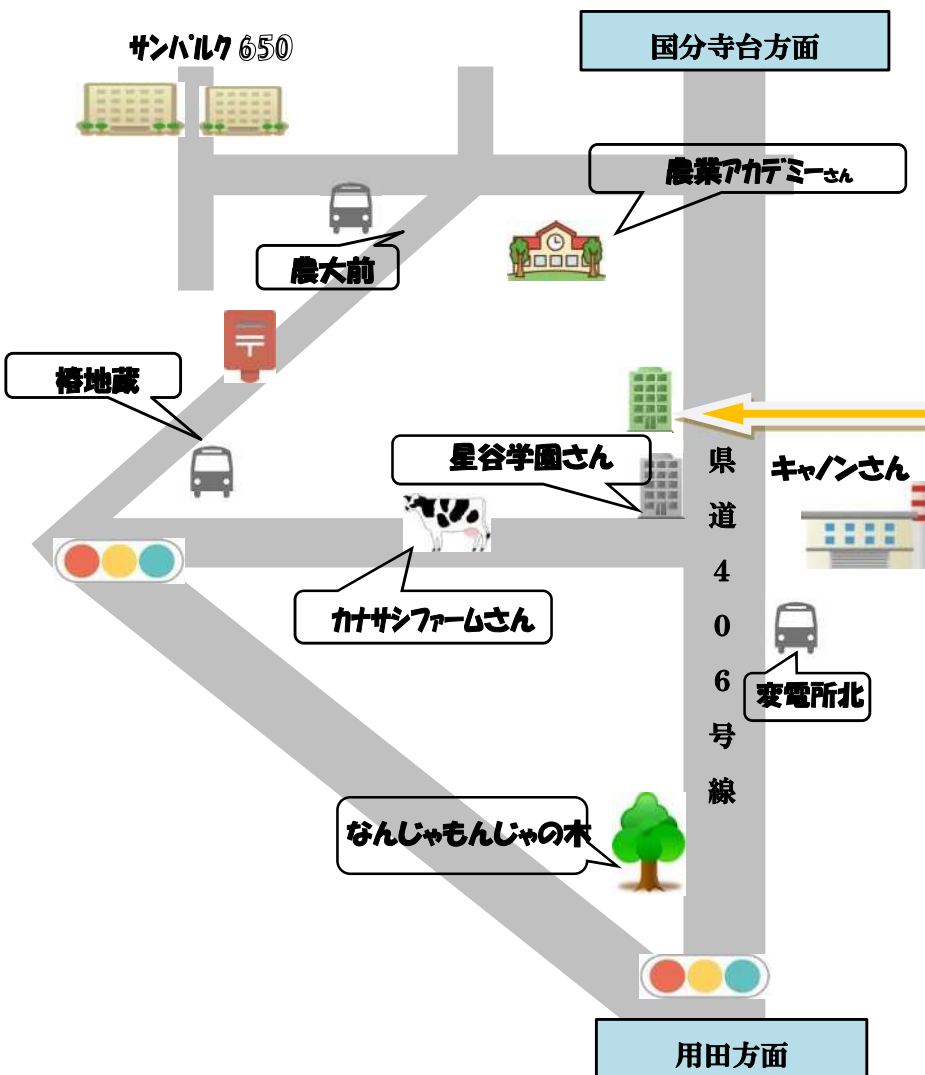 サンパルク 650
国分寺台方面
農業アカデミーさん
農大前
〒
椿地蔵
星谷学園さん
県道406号線
キャノンさん
カナサシファームさん
変電所北
なんじゃもんじゃの木
用田方面